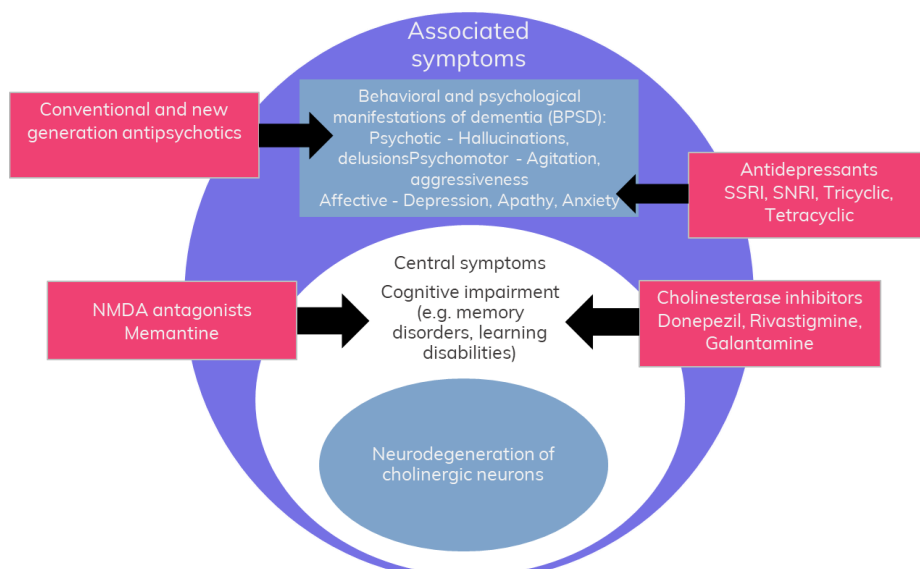 Associated
symptoms
Conventional and new
generation antipsychotics
Behavioral and psychological
manifestations of dementia (BPSD):
Psychotic - Hallucinations,
delusionsPsychomotor - Agitation,
aggressiveness
Affective - Depression, Apathy, Anxiety
Antidepressants
SSRI, SNRI, Tricyclic,
Tetracyclic
NMDA antagonists
Memantine
Central symptoms
Cognitive impairment
(e.g. memory
disorders, learning
disabilities)
Cholinesterase inhibitors
Donepezil, Rivastigmine,
Galantamine
Neurodegeneration of
cholinergic neurons